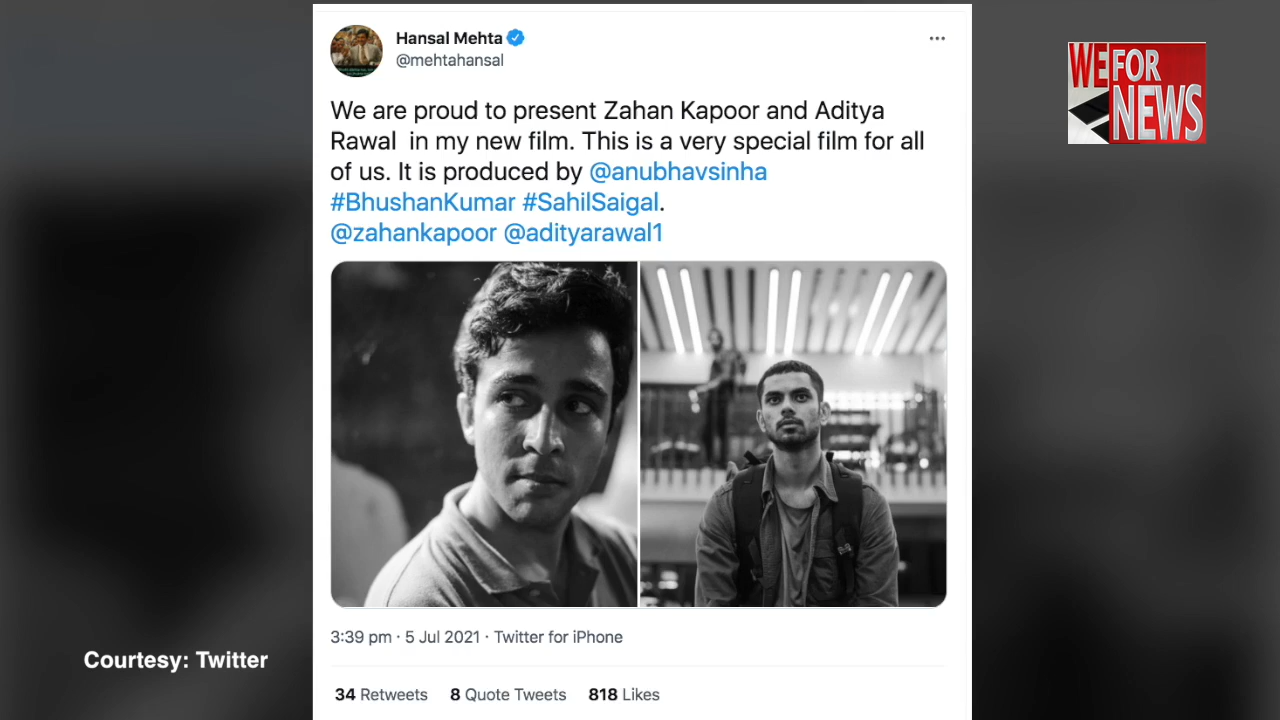 Hansal Mehta
@mehtahansal
WE FOR
NEWS
We are proud to present Zahan Kapoor and Aditya
Rawal  in my new film. This is a very special film for all
of us. It is produced by @anubhavsinha
#BhushanKumar #SahilSaigal.
@zahankapoor @adityarawal1
3:39 pm · 5 Jul 2021 · Twitter for iPhone
Courtesy: Twitter
34 Retweets 8 Quote Tweets 818 Likes